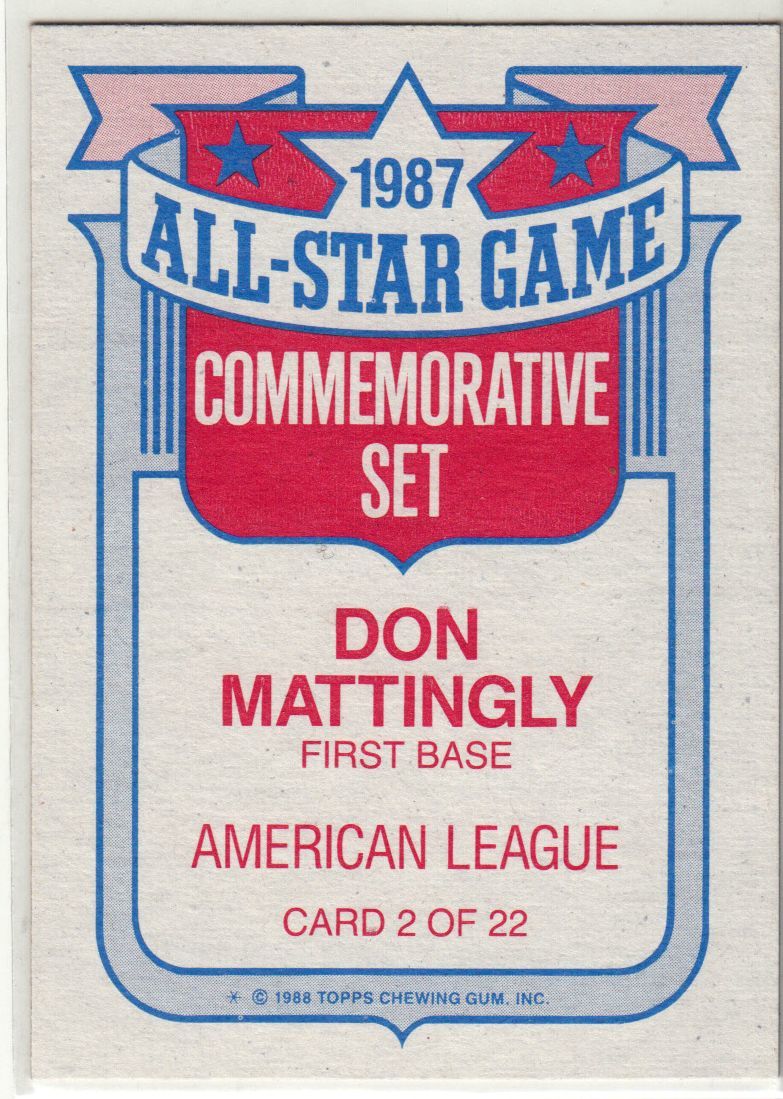 1987
ALL-STAR GAME
COMMEMORATIVE
SET
DON
MATTINGLY
FIRST BASE
AMERICAN LEAGUE
CARD 2 OF 22
* © 1988 TOPPS CHEWING GUM, INC.